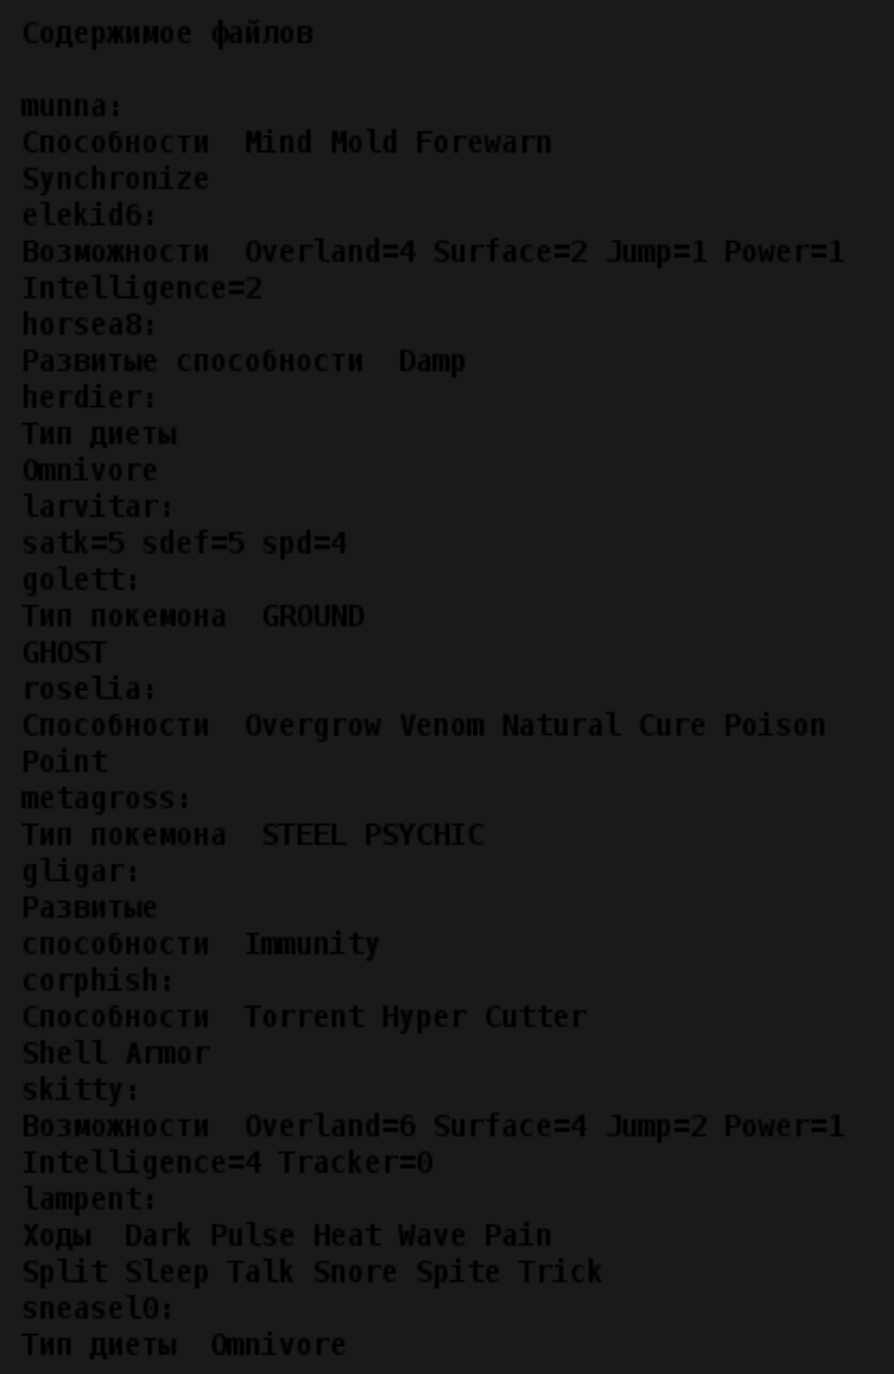 Содержимое файлов
munna:
Способности  Mind Mold Forewarn
Synchronize
elekid6:
Возможности  Overland=4 Surface=2 Jump=1 Power=1
Intelligence=2
horsea8:
Развитые способности  Damp
herdier:
Тип диеты
Omnivore
larvitar:
satk=5 sdef=5 spd=4
golett:
Тип покемона  GROUND
GHOST
roselia:
Способности  Overgrow Venom Natural Cure Poison
Point
metagross:
Тип покемона  STEEL PSYCHIC
gligar:
Развитые
способности  Immunity
corphish:
Способности  Torrent Hyper Cutter
Shell Armor
skitty:
Возможности  Overland=6 Surface=4 Jump=2 Power=1
Intelligence=4 Tracker=0
lampent:
Ходы  Dark Pulse Heat Wave Pain
Split Sleep Talk Snore Spite Trick
sneasel0:
Тип диеты  Omnivore